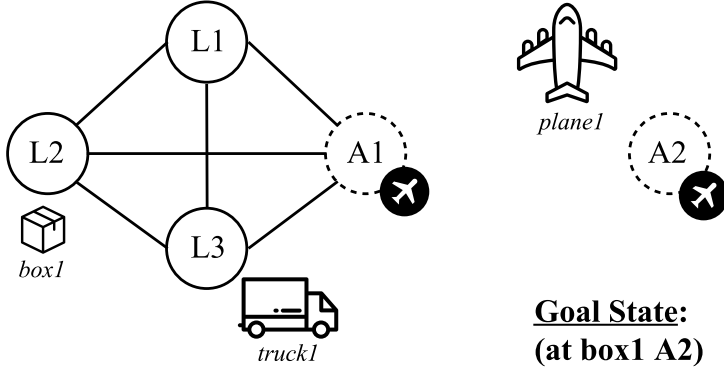 L1
plane1
L2
A1
A2
box1
L3
truck1
Goal State:
(at box1 A2)